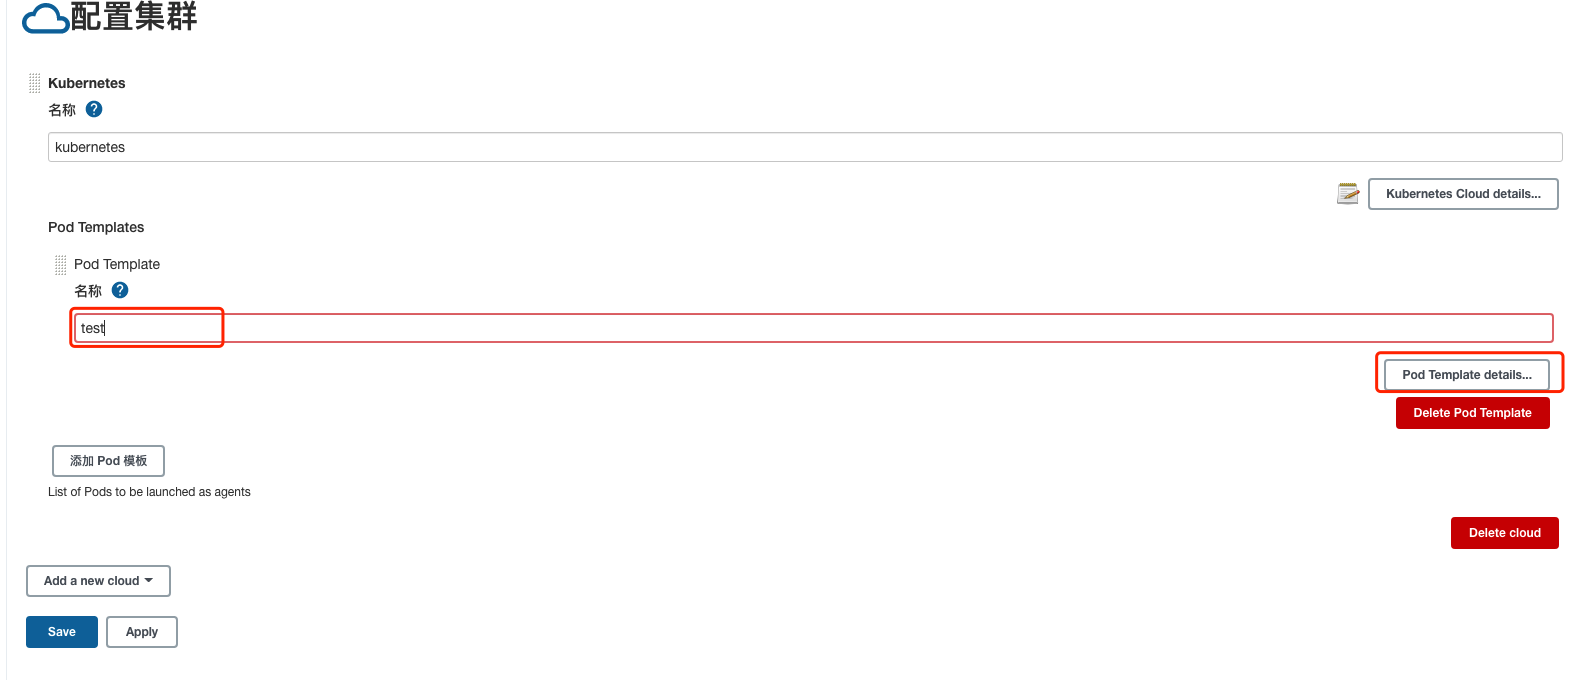 配置集群
Kubernetes
名称 ?
kubernetes
Kubernetes Cloud details...
Pod Templates
Pod Template
名称 ?
test
Pod Template details...
Delete Pod Template
添加 Pod 模板
List of Pods to be launched as agents
Delete cloud
Add a new cloud
Save Apply